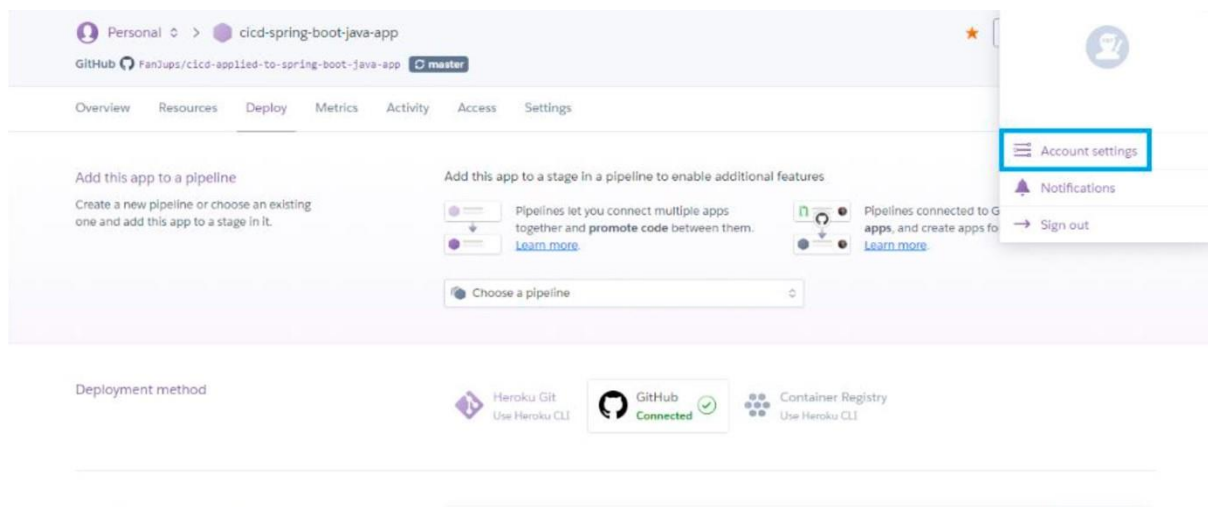 Personal > cicd-spring-boot-java-app
GitHub FanJups/cicd-applied-to-spring-boot-java-app master
Overview Resources Deploy Metrics Activity Access Settings
Account settings
Notifications
Sign out
Add this app to a pipeline
Create a new pipeline or choose an existing
one and add this app to a stage in it.
Add this app to a stage in a pipeline to enable additional features
Pipelines let you connect multiple apps
together and promote code between them.
Learn more.
Pipelines connected to G
apps, and create apps fo
Learn more.
Choose a pipeline
Deployment method
Heroku Git
Use Heroku CLI
GitHub
Connected
Container Registry
Use Heroku CLI